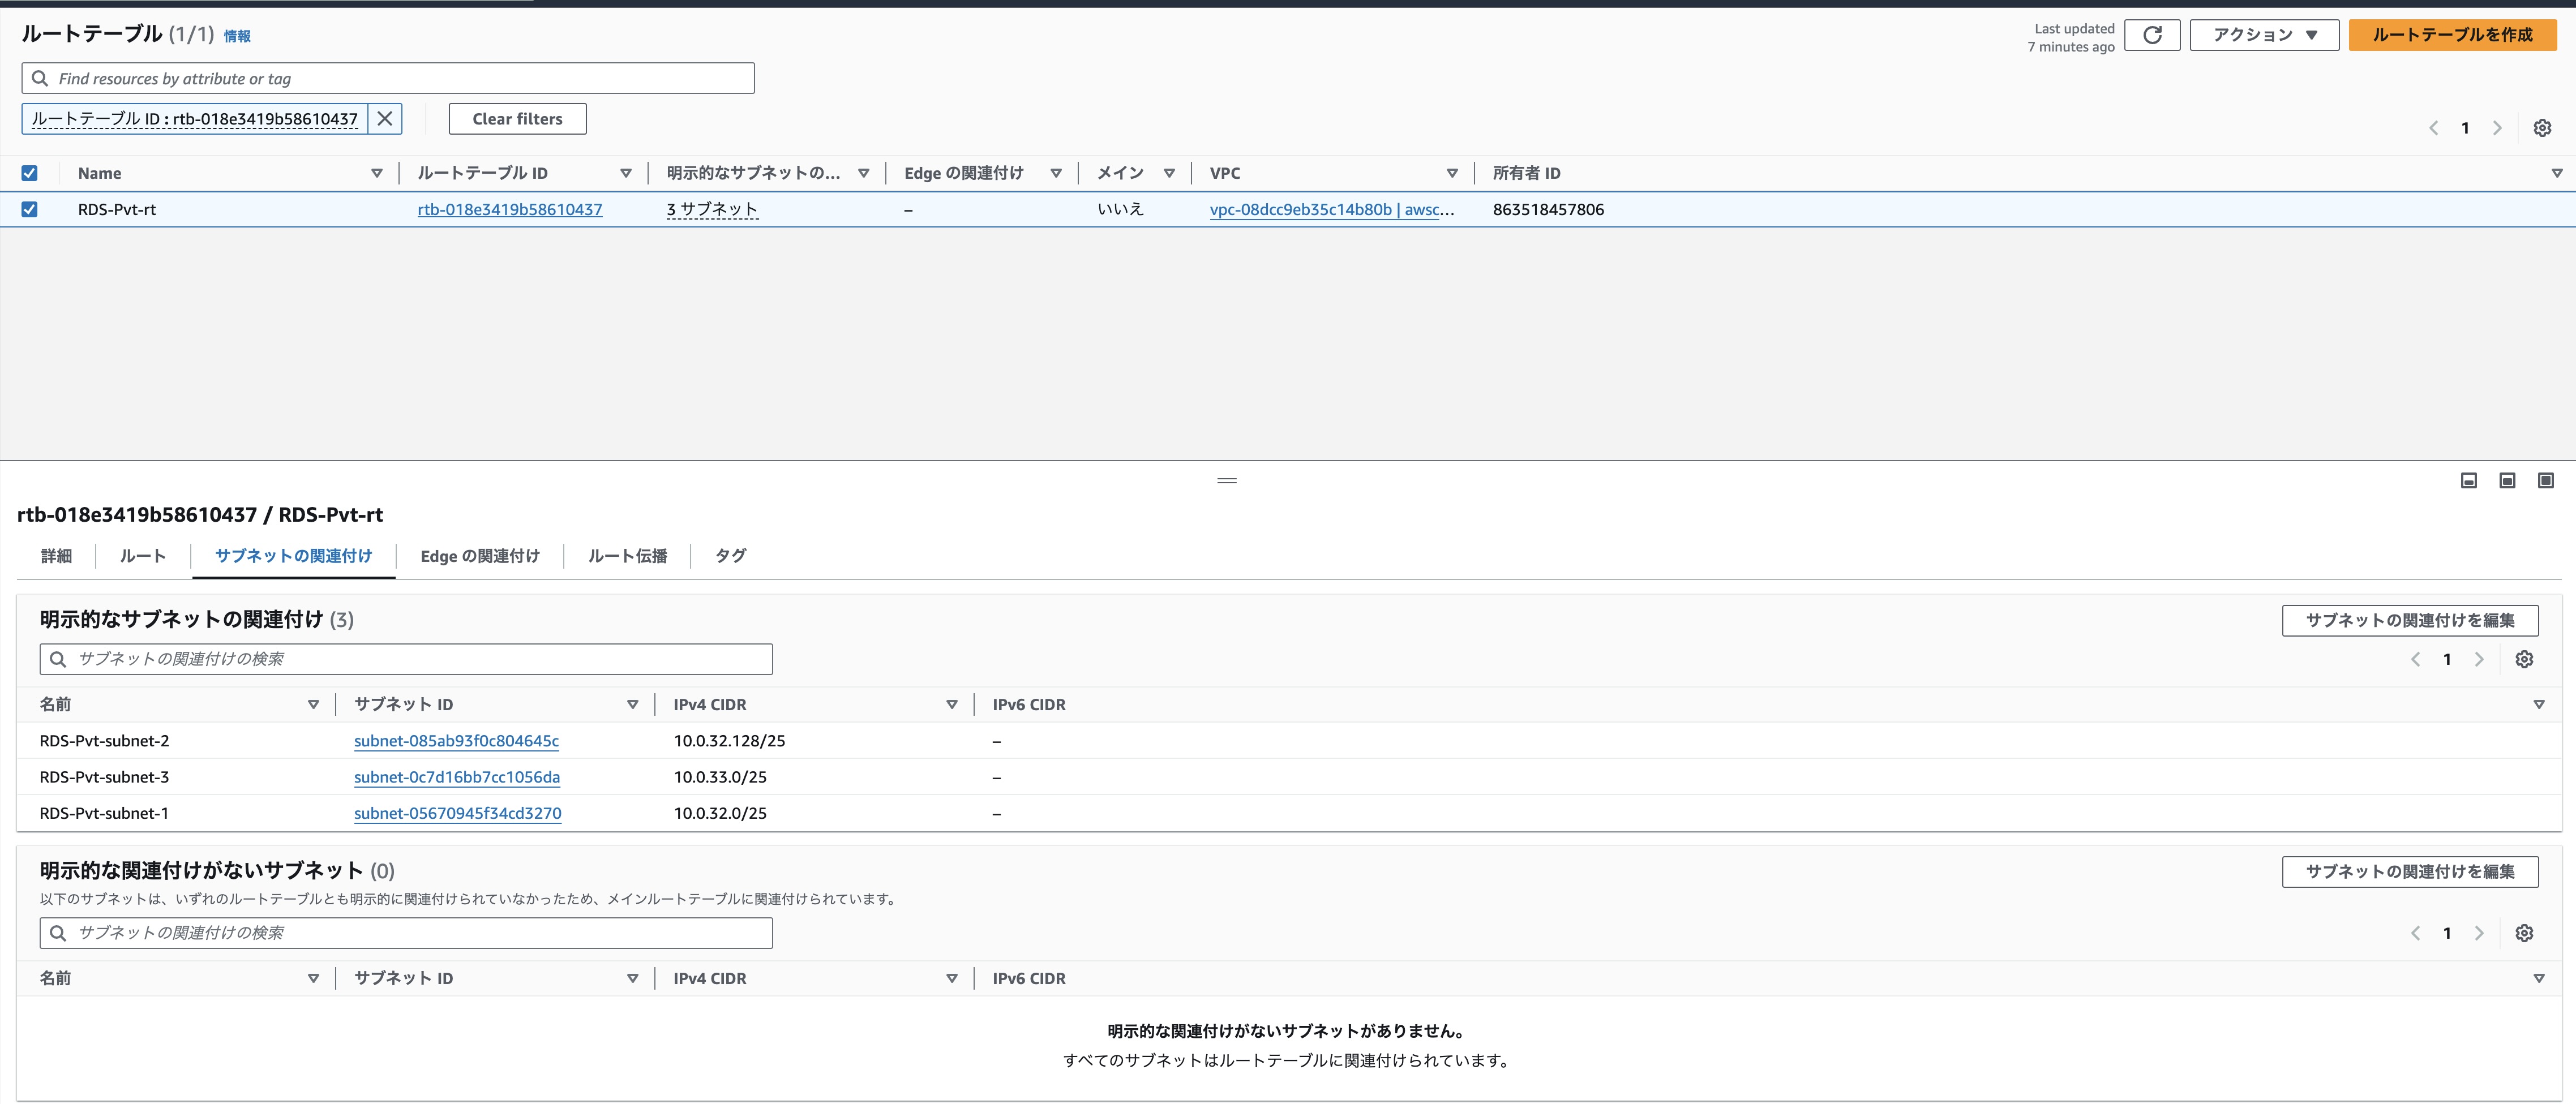 ルートテーブル (1/1) 情報
Last updated
7 minutes ago
アクション
ルートテーブルを作成
Find resources by attribute or tag
ルートテーブル ID : rtb-018e3419b58610437
Clear filters
1
Name ルートテーブル ID 明示的なサブネットの... Edge の関連付け メイン VPC 所有者 ID
RDS-Pvt-rt rtb-018e3419b58610437 3 サブネット – いいえ vpc-08dcc9eb35c14b80b | awsc... 863518457806
rtb-018e3419b58610437 / RDS-Pvt-rt
詳細 ルート サブネットの関連付け Edge の関連付け ルート伝播 タグ
明示的なサブネットの関連付け (3)
サブネットの関連付けを編集
サブネットの関連付けの検索
1
名前 サブネット ID IPv4 CIDR IPv6 CIDR
RDS-Pvt-subnet-2 subnet-085ab93f0c804645c 10.0.32.128/25 –
RDS-Pvt-subnet-3 subnet-0c7d16bb7cc1056da 10.0.33.0/25 –
RDS-Pvt-subnet-1 subnet-05670945f34cd3270 10.0.32.0/25 –
明示的な関連付けがないサブネット (0)
サブネットの関連付けを編集
以下のサブネットは、いずれのルートテーブルとも明示的に関連付けられていなかったため、メインルートテーブルに関連付けられています。
サブネットの関連付けの検索
1
名前 サブネット ID IPv4 CIDR IPv6 CIDR
明示的な関連付けがないサブネットがありません。
すべてのサブネットはルートテーブルに関連付けられています。